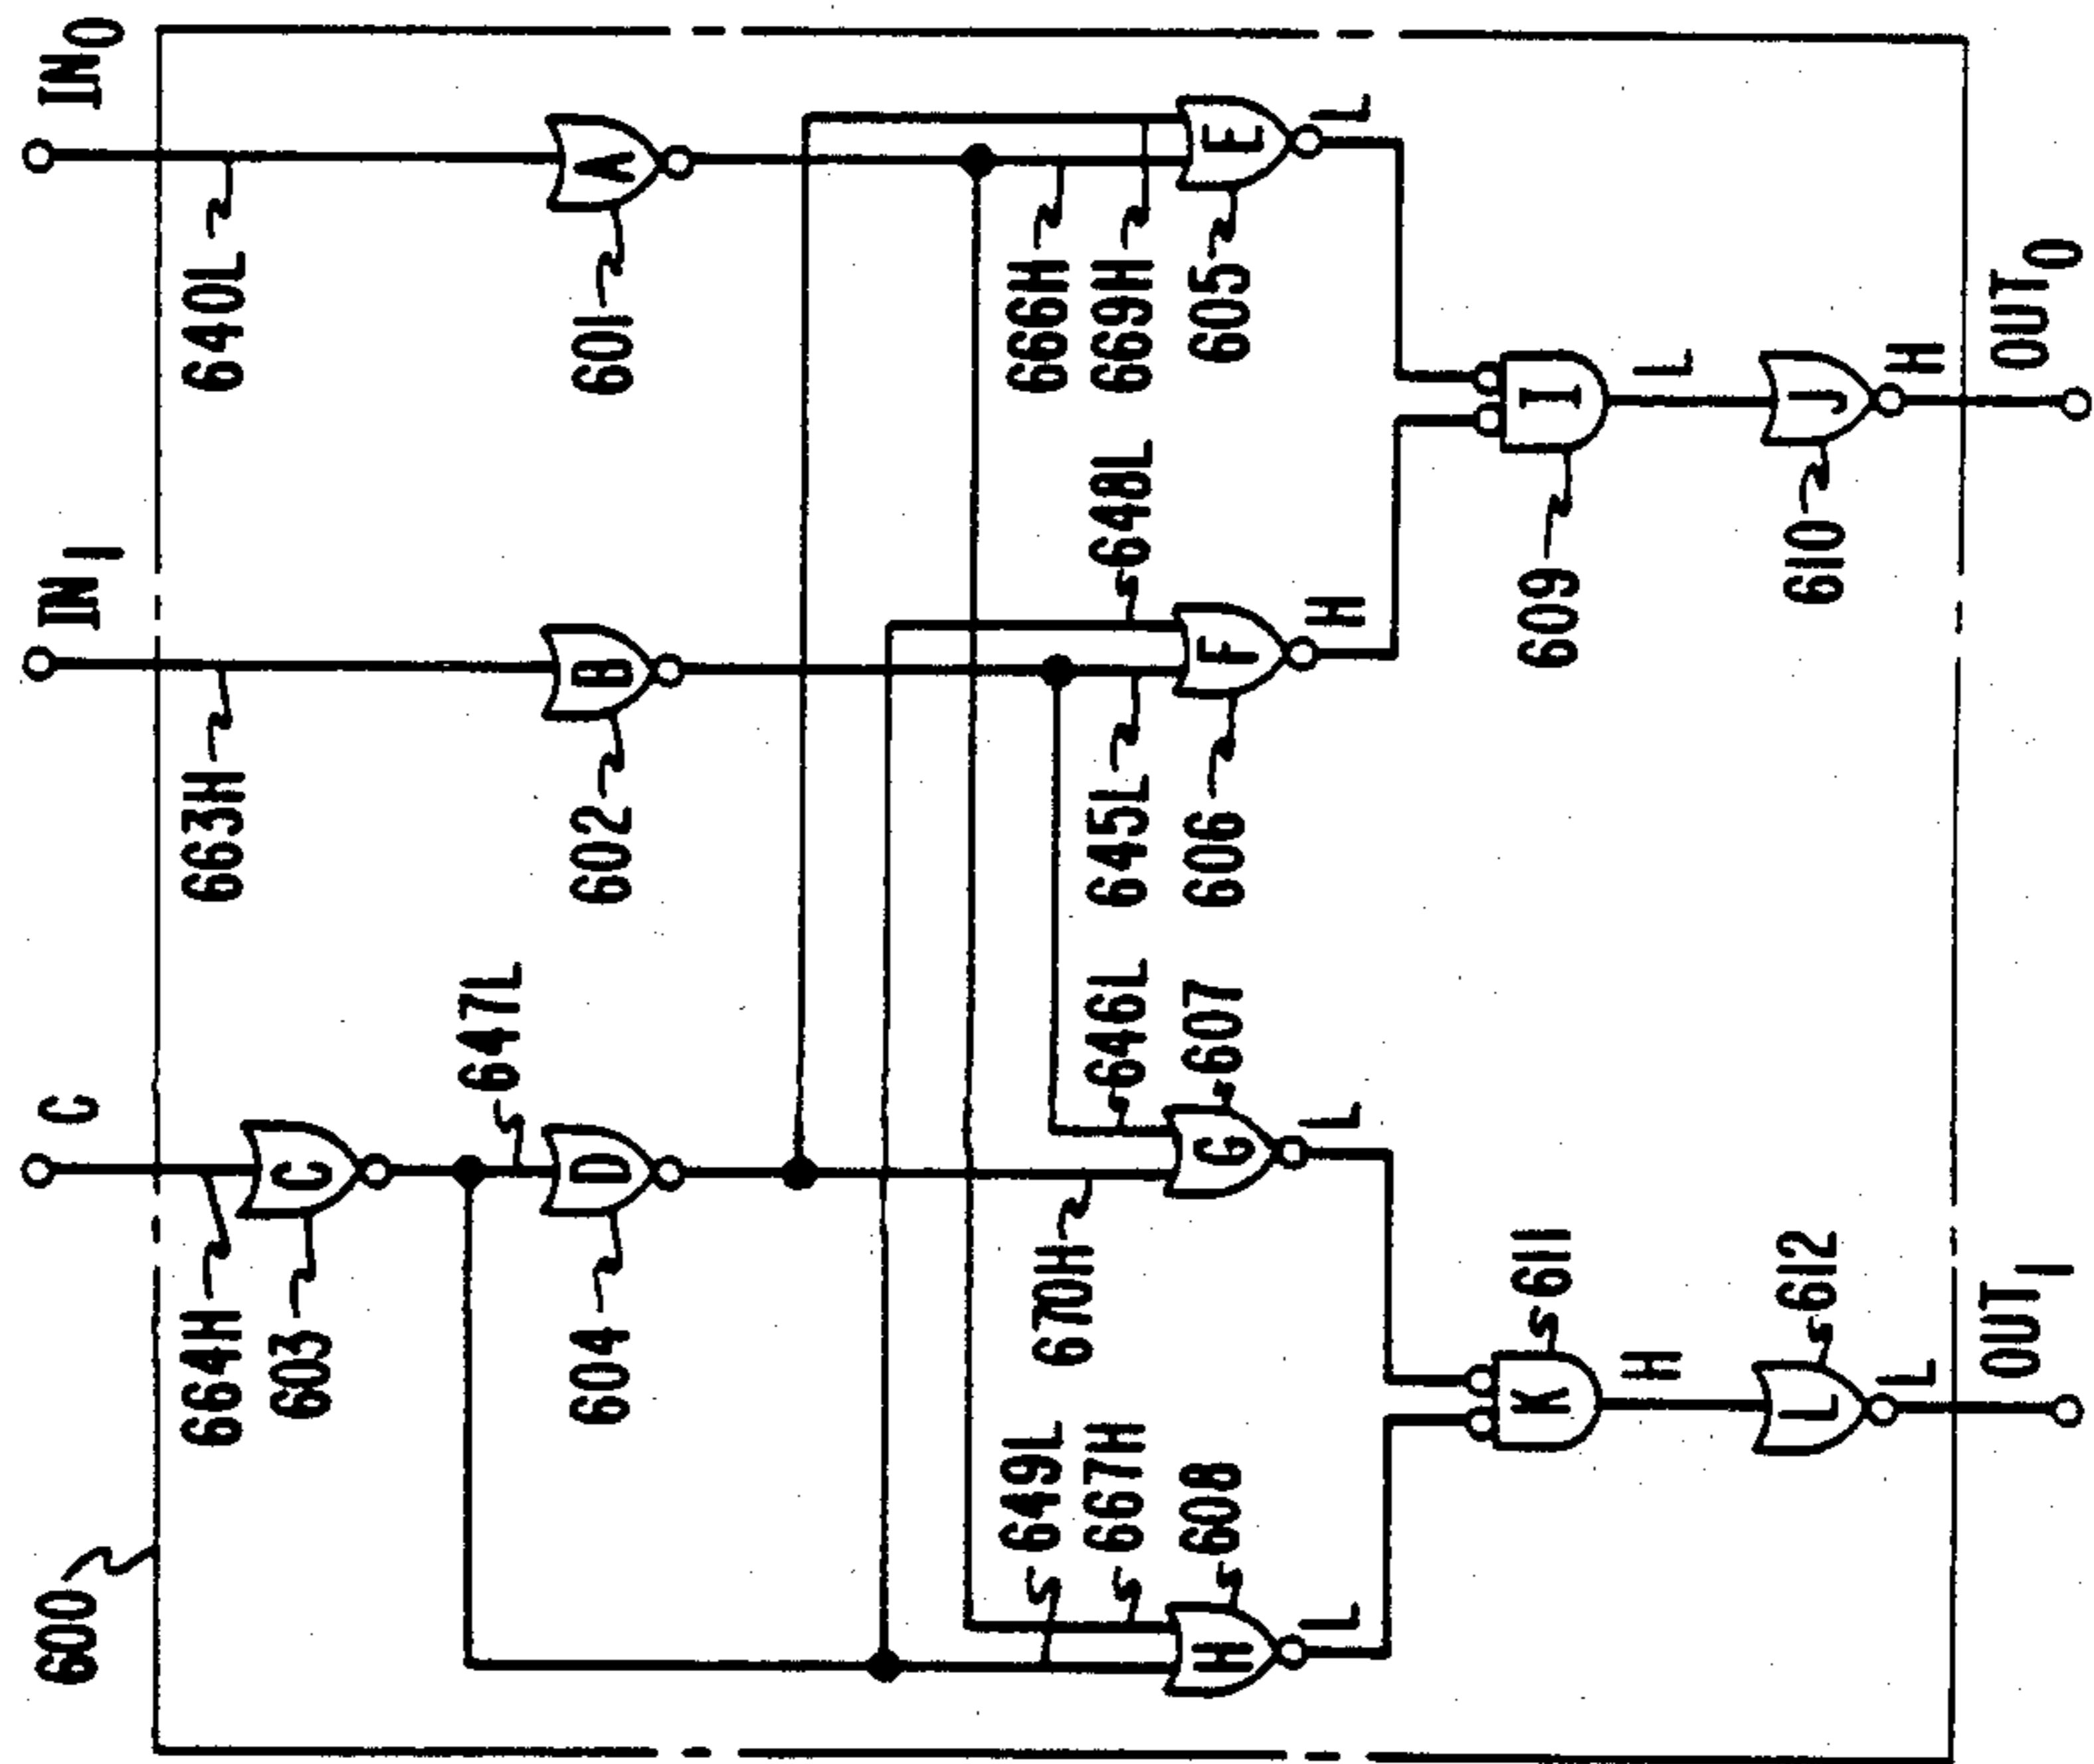 600
C
IN1
IN0
664H
663H
640L
603
647L
C
604
602
601
D
B
A
649L
670H
666H
667H
646L
645L
648L
669H
608
607
606
605
H
G
F
E
L
L
H
L
611
609
K
I
H
L
612
610
L
J
L
H
OUT1
OUT0